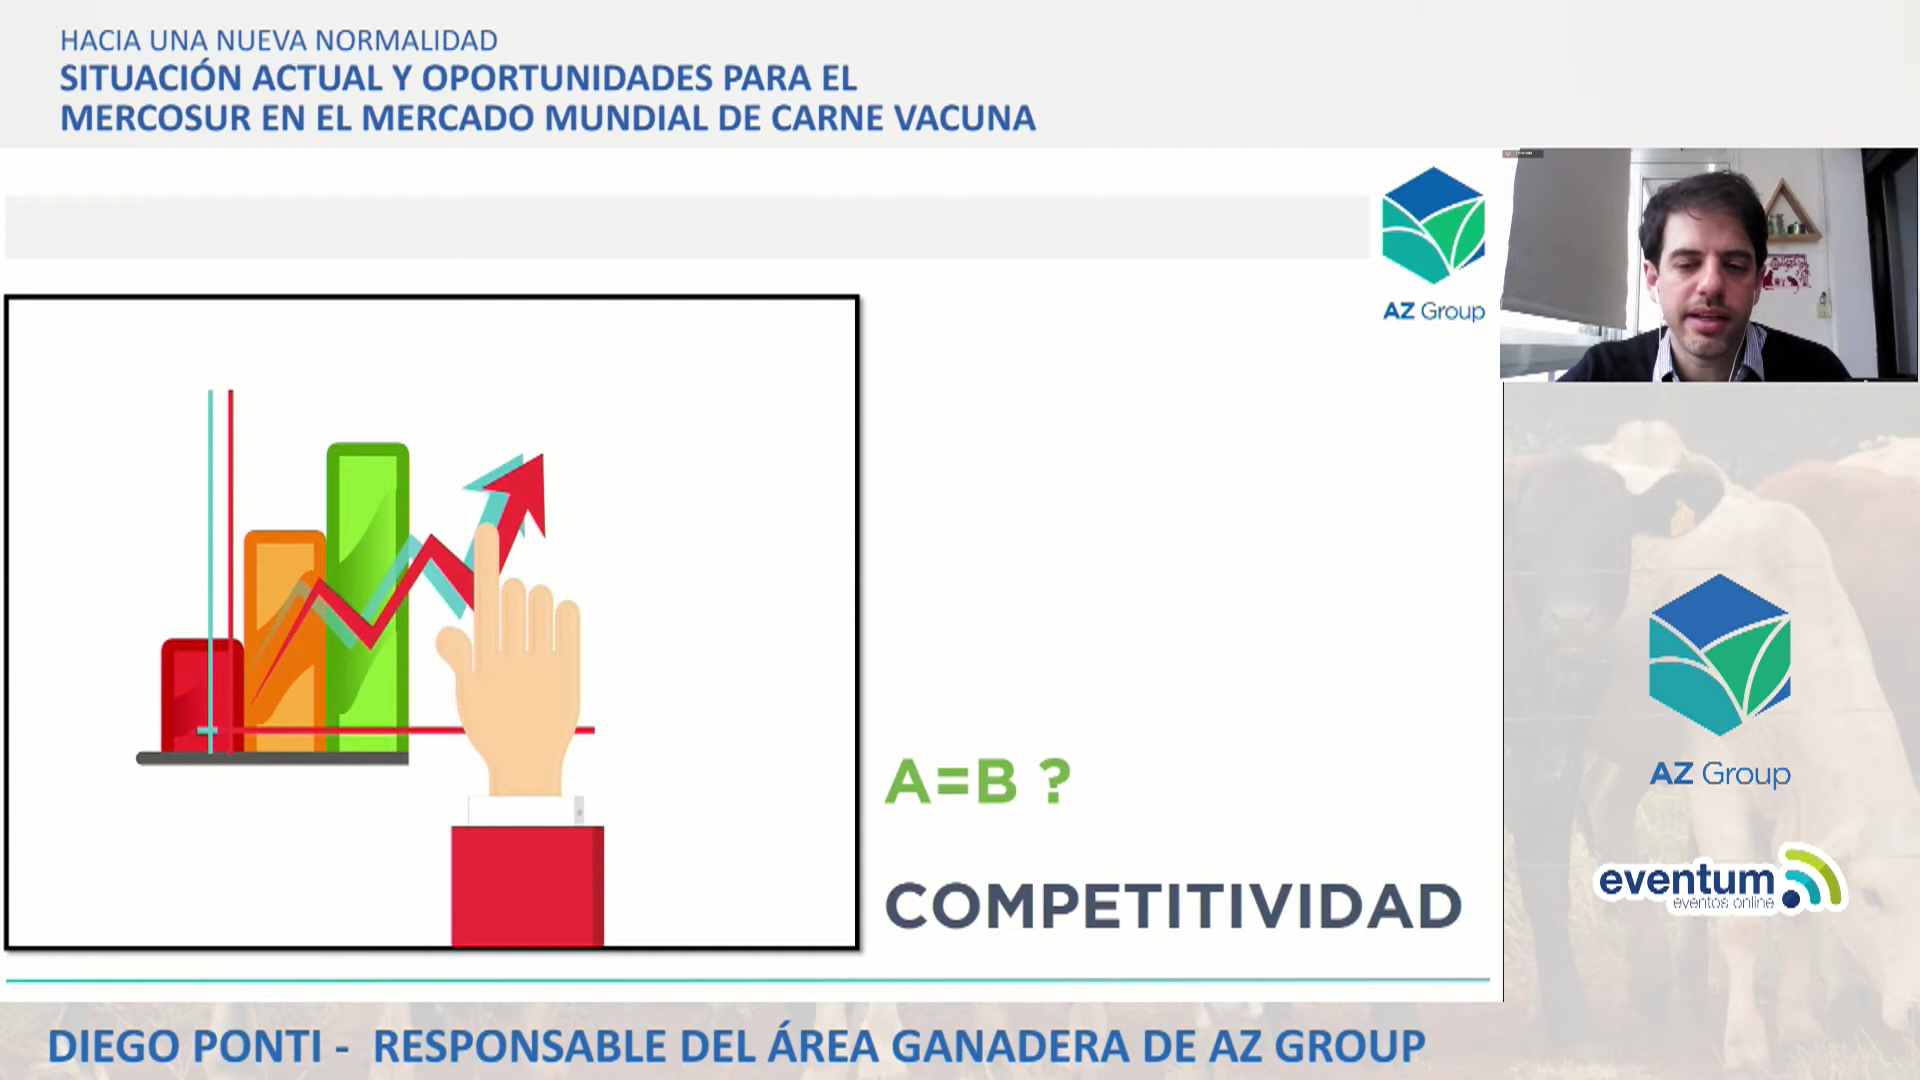 HACIA UNA NUEVA NORMALIDAD
SITUACIÓN ACTUAL Y OPORTUNIDADES PARA EL
MERCOSUR EN EL MERCADO MUNDIAL DE CARNE VACUNA
AZ Group
A=B ?
COMPETITIVIDAD
AZ Group
eventum
eventos online
DIEGO PONTI - RESPONSABLE DEL ÁREA GANADERA DE AZ GROUP